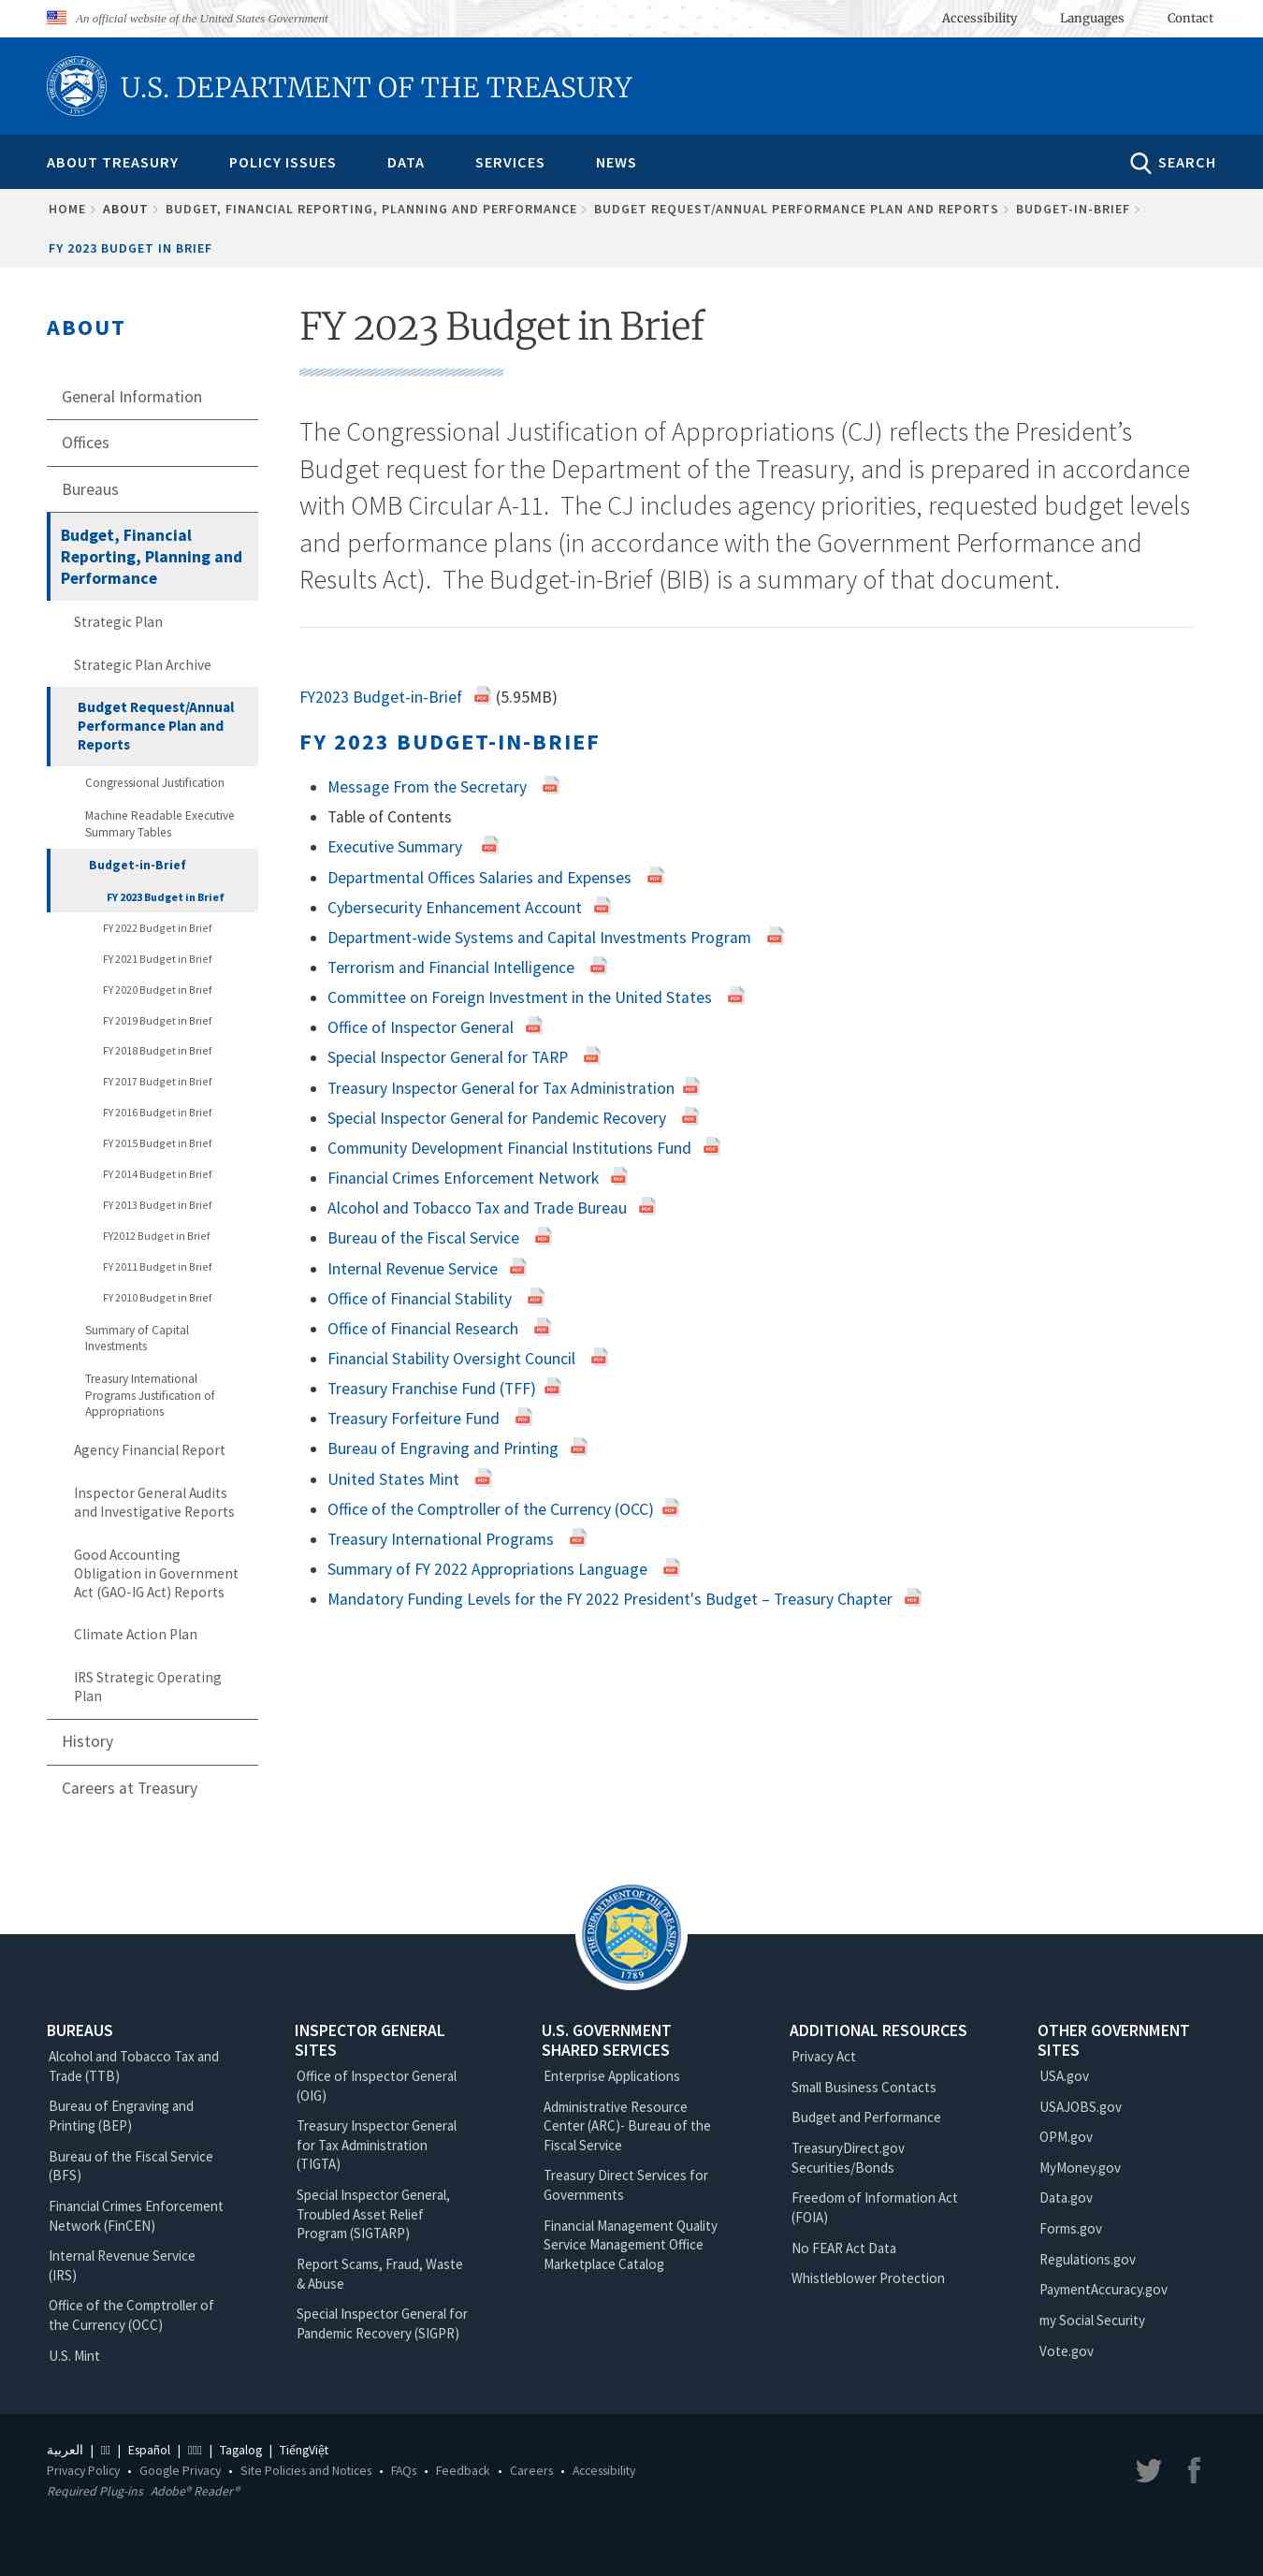 An official website of the United States Government
Accessibility
Languages
Contact
U.S. DEPARTMENT OF THE TREASURY
ABOUT TREASURY
POLICY ISSUES
DATA
SERVICES
NEWS
SEARCH
HOME
ABOUT
BUDGET, FINANCIAL REPORTING, PLANNING AND PERFORMANCE
BUDGET REQUEST/ANNUAL PERFORMANCE PLAN AND REPORTS
BUDGET-IN-BRIEF
FY 2023 BUDGET IN BRIEF
ABOUT
General Information
Offices
Bureaus
Budget, Financial
Reporting, Planning and
Performance
Strategic Plan
Strategic Plan Archive
Budget Request/Annual
Performance Plan and
Reports
Congressional Justification
Machine Readable Executive
Summary Tables
Budget-in-Brief
FY 2023 Budget in Brief
FY 2022 Budget in Brief
FY 2021 Budget in Brief
FY 2020 Budget in Brief
FY 2019 Budget in Brief
FY 2018 Budget in Brief
FY 2017 Budget in Brief
FY 2016 Budget in Brief
FY 2015 Budget in Brief
FY 2014 Budget in Brief
FY 2013 Budget in Brief
FY2012 Budget in Brief
FY 2011 Budget in Brief
FY 2010 Budget in Brief
Summary of Capital
Investments
Treasury International
Programs Justification of
Appropriations
Agency Financial Report
Inspector General Audits
and Investigative Reports
Good Accounting
Obligation in Government
Act (GAO-IG Act) Reports
Climate Action Plan
IRS Strategic Operating
Plan
History
Careers at Treasury
FY 2023 Budget in Brief
The Congressional Justification of Appropriations (CJ) reflects the President’s
Budget request for the Department of the Treasury, and is prepared in accordance
with OMB Circular A-11.  The CJ includes agency priorities, requested budget levels
and performance plans (in accordance with the Government Performance and
Results Act).  The Budget-in-Brief (BIB) is a summary of that document.
FY2023 Budget-in-Brief (5.95MB)
FY 2023 BUDGET-IN-BRIEF
Message From the Secretary
Table of Contents
Executive Summary
Departmental Offices Salaries and Expenses
Cybersecurity Enhancement Account
Department-wide Systems and Capital Investments Program
Terrorism and Financial Intelligence
Committee on Foreign Investment in the United States
Office of Inspector General
Special Inspector General for TARP
Treasury Inspector General for Tax Administration
Special Inspector General for Pandemic Recovery
Community Development Financial Institutions Fund
Financial Crimes Enforcement Network
Alcohol and Tobacco Tax and Trade Bureau
Bureau of the Fiscal Service
Internal Revenue Service
Office of Financial Stability
Office of Financial Research
Financial Stability Oversight Council
Treasury Franchise Fund (TFF)
Treasury Forfeiture Fund
Bureau of Engraving and Printing
United States Mint
Office of the Comptroller of the Currency (OCC)
Treasury International Programs
Summary of FY 2022 Appropriations Language
Mandatory Funding Levels for the FY 2022 President's Budget – Treasury Chapter
THE DEPARTMENT OF THE TREASURY
1789
BUREAUS
Alcohol and Tobacco Tax and
Trade (TTB)
Bureau of Engraving and
Printing (BEP)
Bureau of the Fiscal Service
(BFS)
Financial Crimes Enforcement
Network (FinCEN)
Internal Revenue Service
(IRS)
Office of the Comptroller of
the Currency (OCC)
U.S. Mint
INSPECTOR GENERAL
SITES
Office of Inspector General
(OIG)
Treasury Inspector General
for Tax Administration
(TIGTA)
Special Inspector General,
Troubled Asset Relief
Program (SIGTARP)
Report Scams, Fraud, Waste
& Abuse
Special Inspector General for
Pandemic Recovery (SIGPR)
U.S. GOVERNMENT
SHARED SERVICES
Enterprise Applications
Administrative Resource
Center (ARC)- Bureau of the
Fiscal Service
Treasury Direct Services for
Governments
Financial Management Quality
Service Management Office
Marketplace Catalog
ADDITIONAL RESOURCES
Privacy Act
Small Business Contacts
Budget and Performance
TreasuryDirect.gov
Securities/Bonds
Freedom of Information Act
(FOIA)
No FEAR Act Data
Whistleblower Protection
OTHER GOVERNMENT
SITES
USA.gov
USAJOBS.gov
OPM.gov
MyMoney.gov
Data.gov
Forms.gov
Regulations.gov
PaymentAccuracy.gov
my Social Security
Vote.gov
العربية | | Español | | Tagalog | TiếngViệt
Privacy Policy • Google Privacy • Site Policies and Notices • FAQs • Feedback • Careers • Accessibility
Required Plug-ins Adobe® Reader®